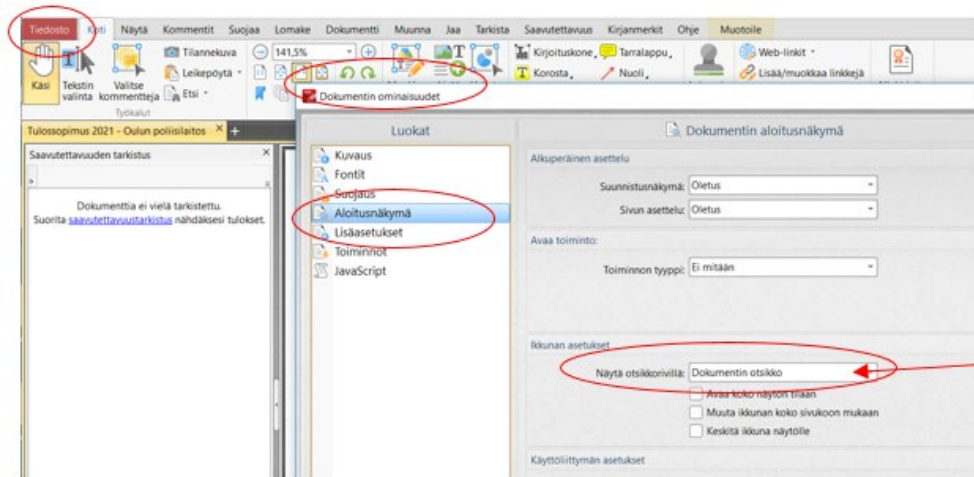 Tiedosto Koti Näytä Kommentit Suojaa Lomake Dokumentti Muunna Jaa Tarkista Saavutettavuus Kirjanmerkit Ohje Muotoile
Tilannekuva 141,5% Kirjoituskone, Tarralappu, Web-linkit
Leikepöytä Korosta, Nuoli, Lisää/muokkaa linkkejä
Käsi Tekstin valinta Valitse kommentteja Etsi
Työkalut
Dokumentin ominaisuudet
Tulossopimus 2021 - Oulun poliisilaitos × +
Luokat
Dokumentin aloitusnäkymä
Saavutettavuuden tarkistus ×
Dokumenttia ei vielä tarkistettu.
Suorita saavutettavuustarkistus nähdäksesi tulokset.
Kuvaus
Fontit
Suojaus
Aloitusnäkymä
Lisäasetukset
Toiminnot
JavaScript
Alkuperäinen asettelu
Suunnistusnäkymä: Oletus
Sivun asettelu: Oletus
Avaa toiminto:
Toiminnon tyyppi: Ei mitään
Ikkunan asetukset
Näytä otsikkorivillä: Dokumentin otsikko
Avaa koko näytön tilaan
Muuta ikkunan koko sivukoon mukaan
Keskitä ikkuna näytölle
Käyttöliittymän asetukset